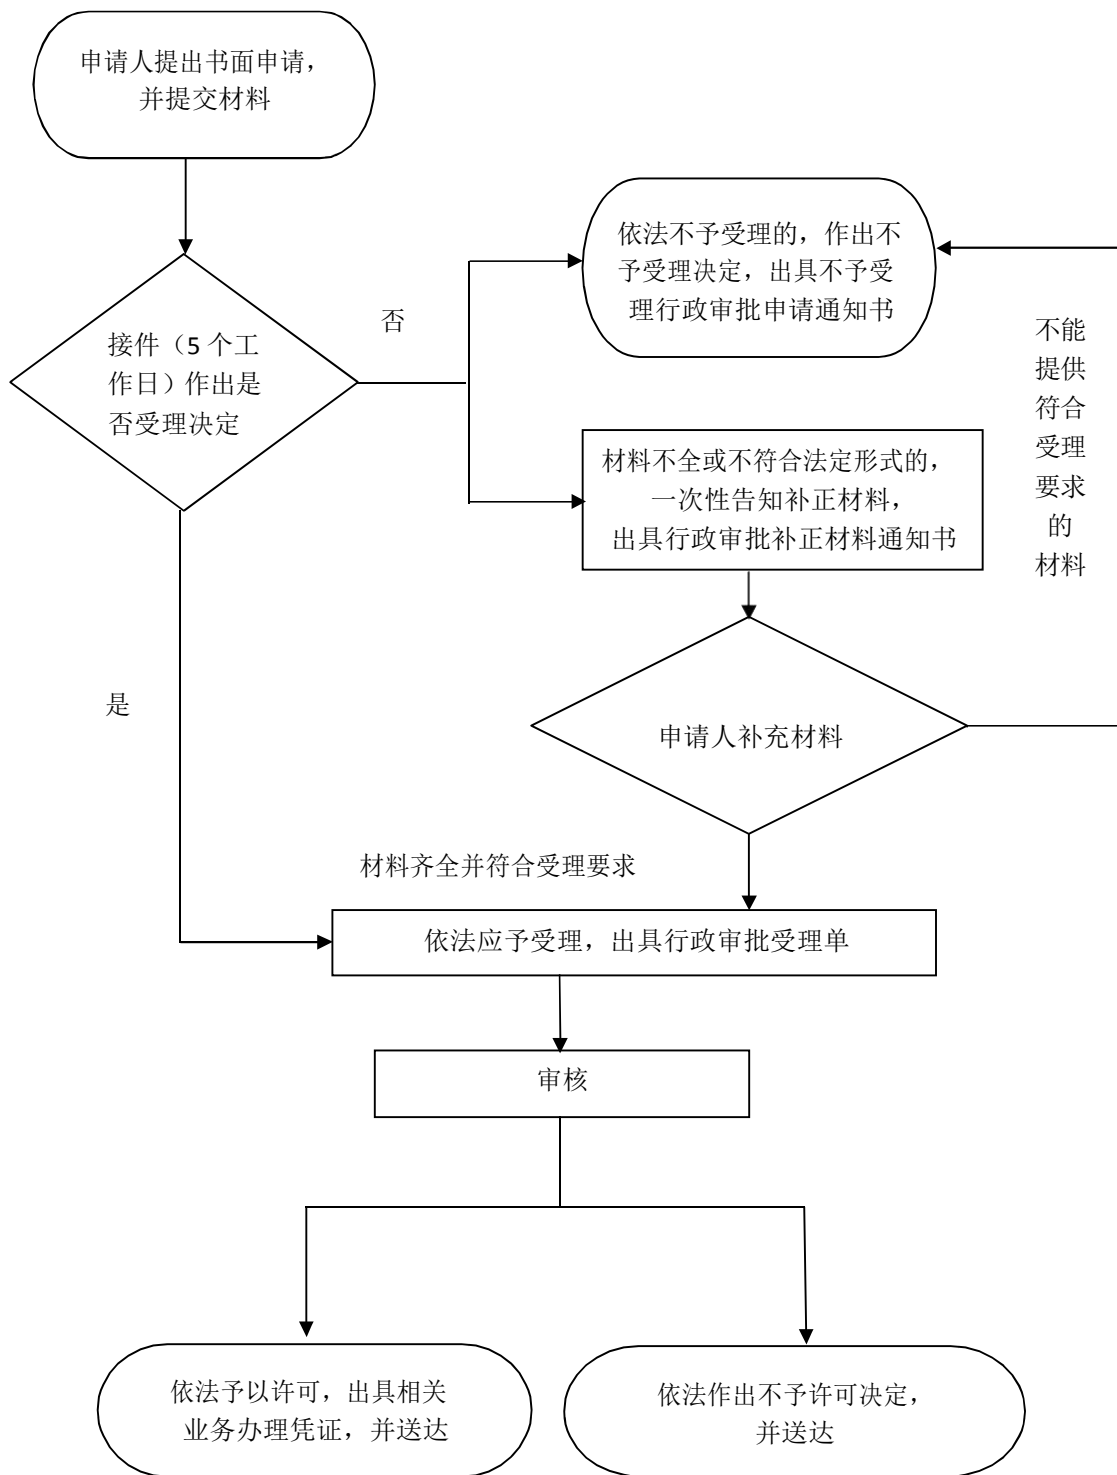 申请人提出书面申请，
并提交材料
依法不予受理的，作出不
予受理决定，出具不予受
理行政审批申请通知书
否
接件（5 个工
作日）作出是
否受理决定
不能
提供
符合
受理
要求
的
材料
材料不全或不符合法定形式的，
一次性告知补正材料，
出具行政审批补正材料通知书
是
申请人补充材料
材料齐全并符合受理要求
依法应予受理，出具行政审批受理单
审核
依法予以许可，出具相关
业务办理凭证，并送达
依法作出不予许可决定，
并送达